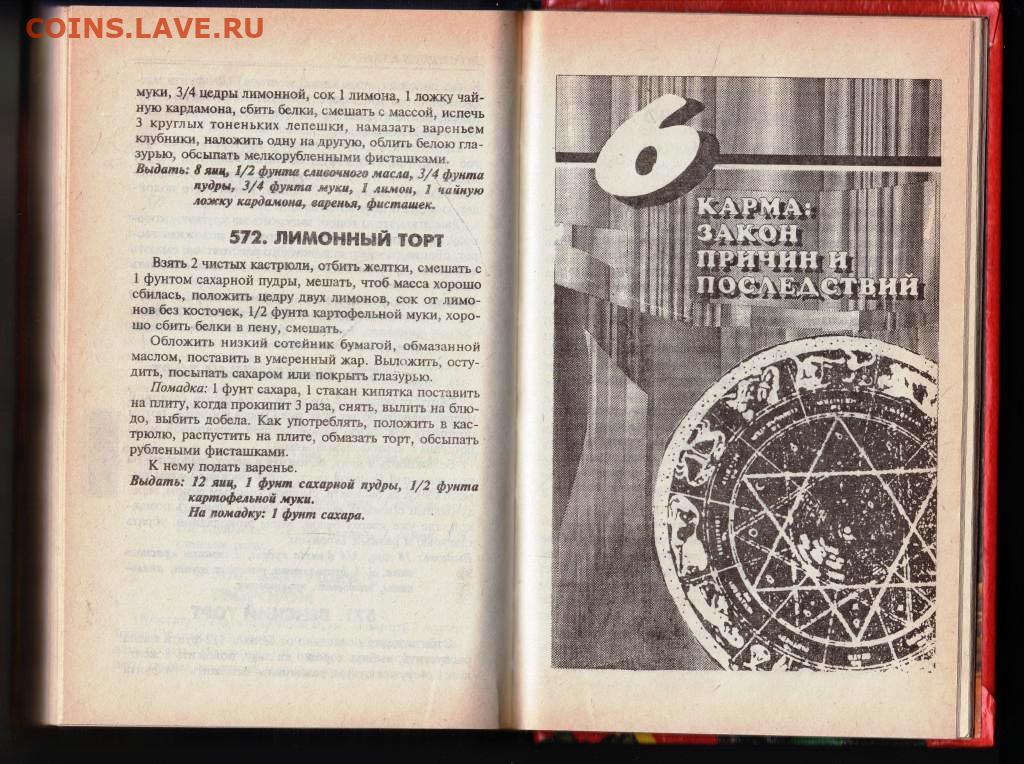 COINS.LAVE.RU
муки, 3/4 цедры лимонной, сок 1 лимона, 1 ложку чай-
ную кардамона, сбить белки, смешать с массой, испечь
3 круглых тоненьких лепешки, намазать вареньем
клубники, наложить одну на другую, облить белою гла-
зурью, обсыпать мелкорубленными фисташками.
Выдать: 8 яиц, 1/2 фунта сливочного масла, 3/4 фунта
пудры, 3/4 фунта муки, 1 лимон, 1 чайную
ложку кардамона, варенья, фисташек.
572. ЛИМОННЫЙ ТОРТ
Взять 2 чистых кастрюли, отбить желтки, смешать с
1 фунтом сахарной пудры, мешать, чтоб масса хорошо
сбилась, положить цедру двух лимонов, сок от лимо-
нов без косточек, 1/2 фунта картофельной муки, хоро-
шо сбить белки в пену, смешать.
Обложить низкий сотейник бумагой, обмазанной
маслом, поставить в умеренный жар. Выложить, осту-
дить, посыпать сахаром или покрыть глазурью.
Помадка: 1 фунт сахара, 1 стакан кипятка поставить
на плиту, когда прокипит 3 раза, снять, вылить на блю-
до, выбить добела. Как употреблять, положить в кас-
трюлю, распустить на плите, обмазать торт, обсыпать
рублеными фисташками.
К нему подать варенье.
Выдать: 12 яиц, 1 фунт сахарной пудры, 1/2 фунта
картофельной муки.
На помадку: 1 фунт сахара.
6
КАРМА:
ЗАКОН
ПРИЧИН И
ПОСЛЕДСТВИЙ